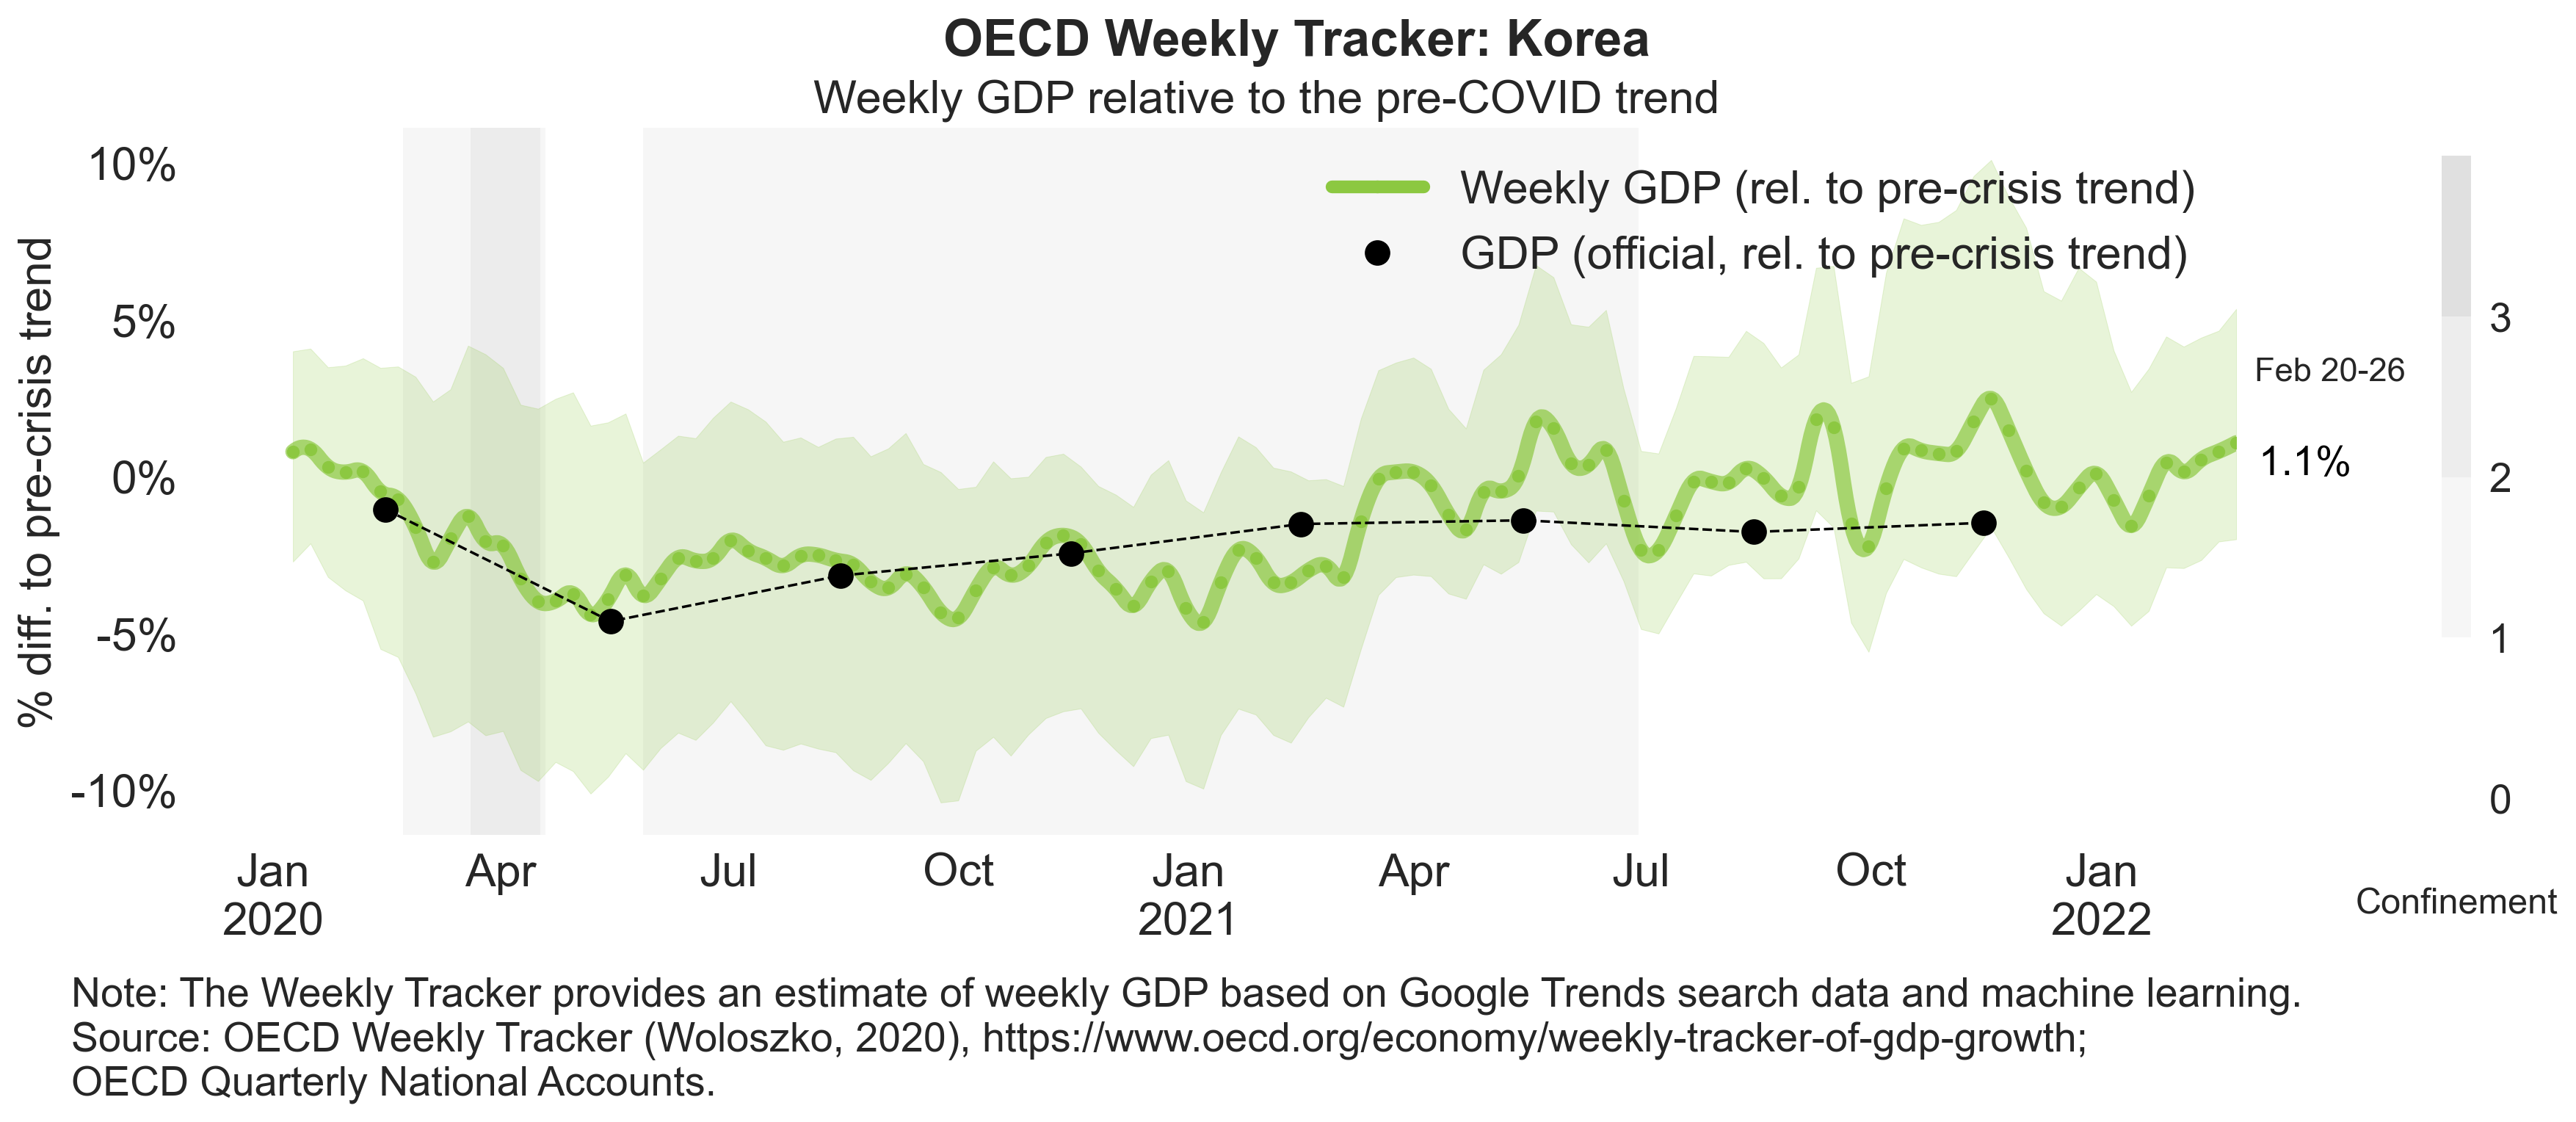 OECD Weekly Tracker: Korea
Weekly GDP relative to the pre-COVID trend
% diff. to pre-crisis trend
10%
5%
0%
-5%
-10%
Weekly GDP (rel. to pre-crisis trend)
GDP (official, rel. to pre-crisis trend)
Feb 20-26
1.1%
3
2
1
0
Confinement
Jan Apr Jul Oct Jan Apr Jul Oct Jan
2020 2021 2022
Note: The Weekly Tracker provides an estimate of weekly GDP based on Google Trends search data and machine learning.
Source: OECD Weekly Tracker (Woloszko, 2020), https://www.oecd.org/economy/weekly-tracker-of-gdp-growth;
OECD Quarterly National Accounts.